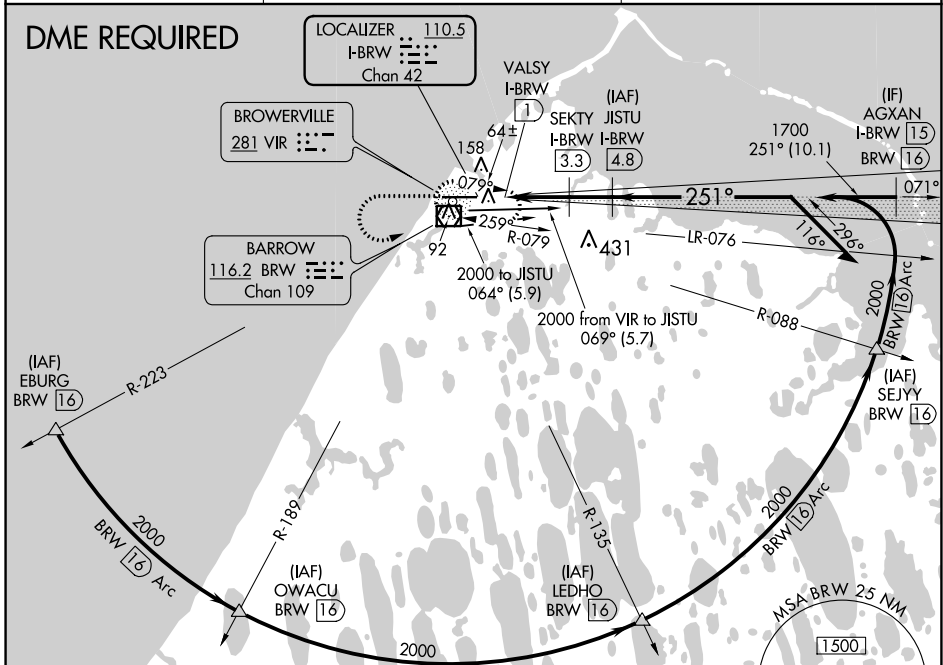 DME REQUIRED
LOCALIZER 110.5
I-BRW
Chan 42
BROWERVILLE
281 VIR
BARROW
116.2 BRW
Chan 109
VALSY
I-BRW
1
SEKTY
I-BRW
3.3
(IAF)
JISTU
I-BRW
4.8
1700
251° (10.1)
(IF)
AGXAN
I-BRW 15
BRW 16
64±
158
079°
251°
071°
259°
R-079
92
431
LR-076
116°
296°
2000 to JISTU
064° (5.9)
2000 from VIR to JISTU
069° (5.7)
R-088
2000
BRW 16 Arc
(IAF)
SEJYY
BRW 16
(IAF)
EBURG
BRW 16
R-223
R-189
R-135
2000
BRW 16 Arc
2000
BRW 16 Arc
(IAF)
OWACU
BRW 16
(IAF)
LEDHO
BRW 16
2000
MSA BRW 25 NM
1500